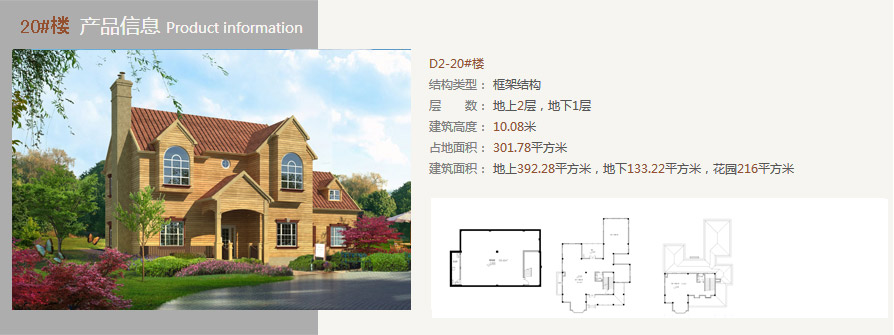 20#楼 产品信息 Product information
D2-20#楼
结构类型： 框架结构
层　　数： 地上2层，地下1层
建筑高度： 10.08米
占地面积： 301.78平方米
建筑面积： 地上392.28平方米，地下133.22平方米，花园216平方米